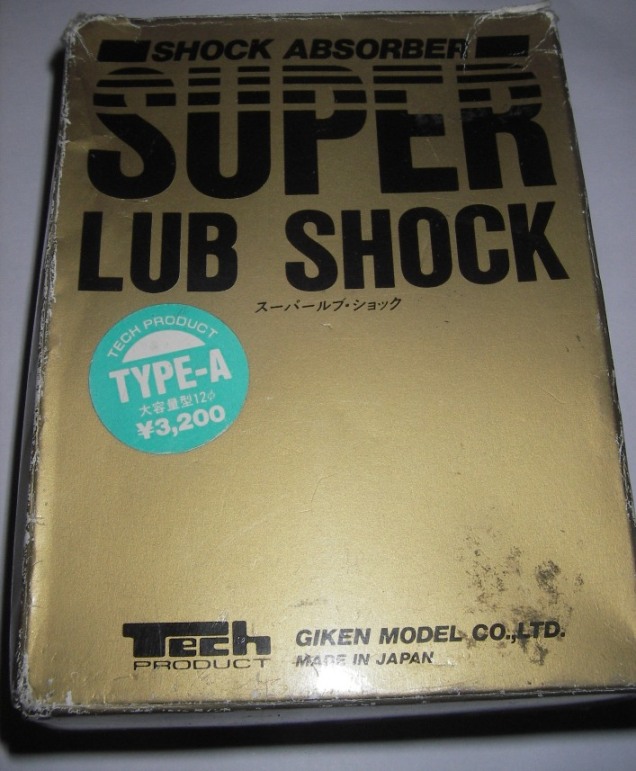 SHOCK ABSORBER
SUPER
LUB SHOCK
スーパールブ・ショック
TECH PRODUCT
TYPE-A
大容量型12φ
¥3,200
Tech
PRODUCT
GIKEN MODEL CO.,LTD.
MADE IN JAPAN